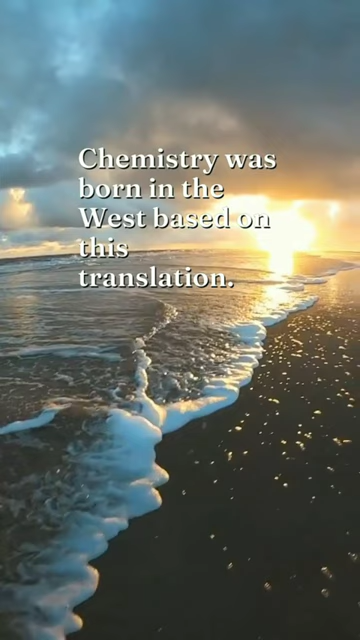 Chemistry was
born in the
West based on
this
translation.